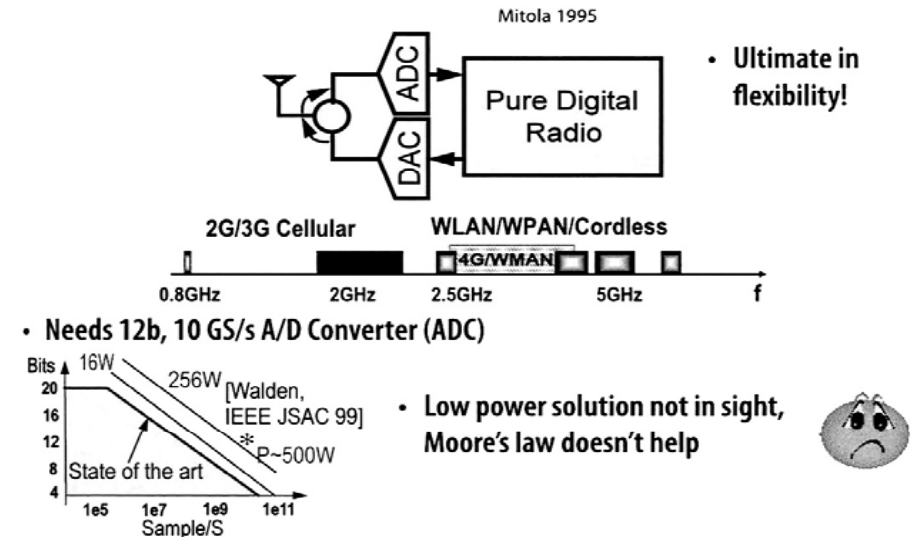 Mitola 1995
ADC
DAC
Pure Digital
Radio
• Ultimate in
flexibility!
2G/3G Cellular
WLAN/WPAN/Cordless
4G/WMAN
0.8GHz
2GHz
2.5GHz
5GHz
f
• Needs 12b, 10 GS/s A/D Converter (ADC)
Bits
16W
256W
[Walden,
IEEE JSAC 99]
* P~500W
20
16
12
8
4
State of the art
1e5
1e7
1e9
1e11
Sample/S
• Low power solution not in sight,
Moore's law doesn't help